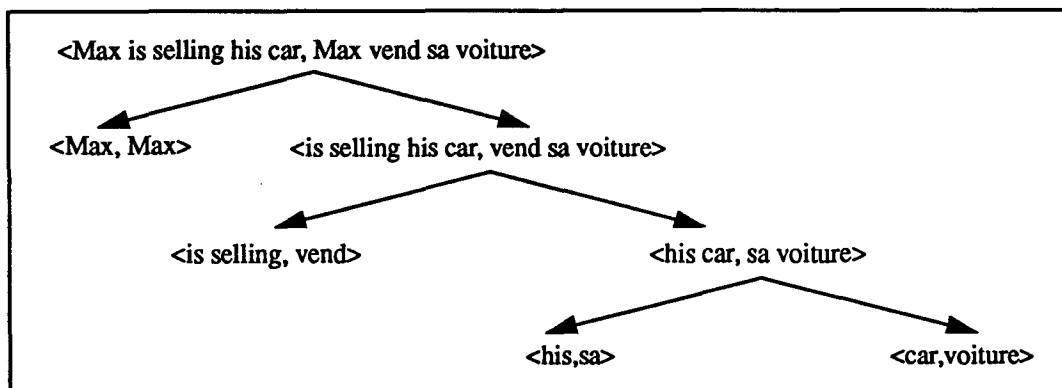 <Max is selling his car, Max vend sa voiture>
<Max, Max> <is selling his car, vend sa voiture>
<is selling, vend> <his car, sa voiture>
<his,sa> <car,voiture>